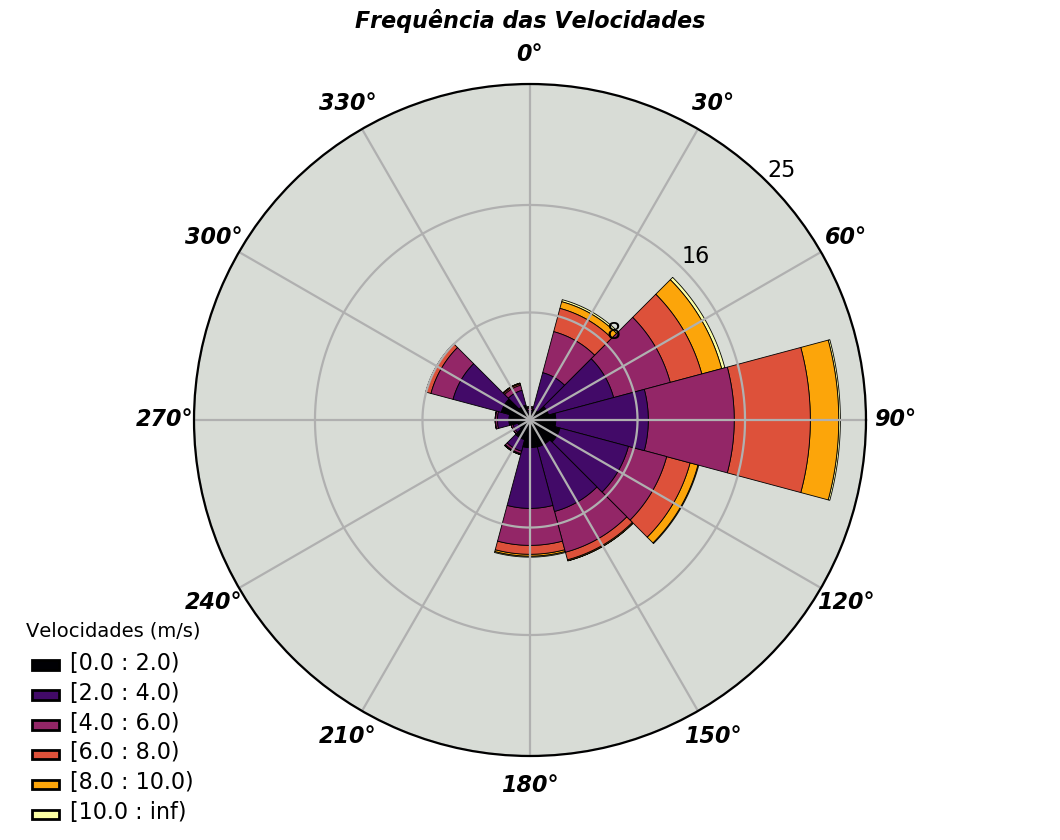 Frequência das Velocidades
0°
330°
30°
25
300°
60°
16
8
270°
90°
240°
120°
210°
150°
180°
Velocidades (m/s)
[0.0 : 2.0)
[2.0 : 4.0)
[4.0 : 6.0)
[6.0 : 8.0)
[8.0 : 10.0)
[10.0 : inf)